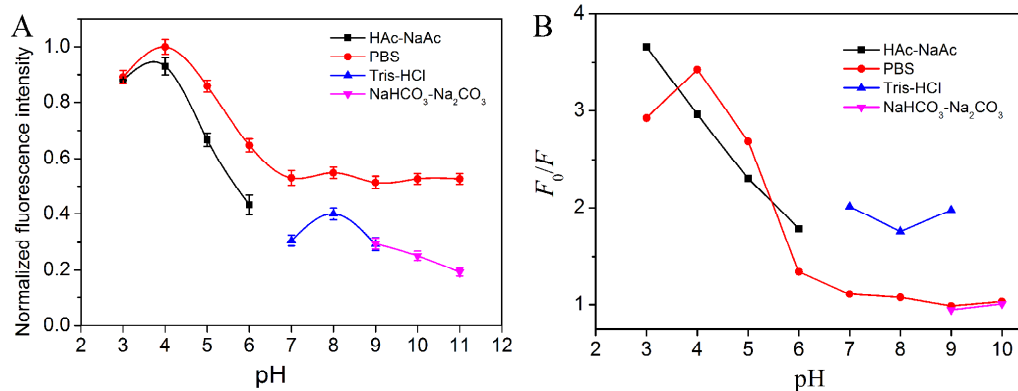 A
Normalized fluorescence intensity
1.0
0.8
0.6
0.4
0.2
0.0
2 3 4 5 6 7 8 9 10 11 12
pH
HAc-NaAc
PBS
Tris-HCl
NaHCO₃-Na₂CO₃
B
F₀/F
4
3
2
1
2 3 4 5 6 7 8 9 10
pH
HAc-NaAc
PBS
Tris-HCl
NaHCO₃-Na₂CO₃